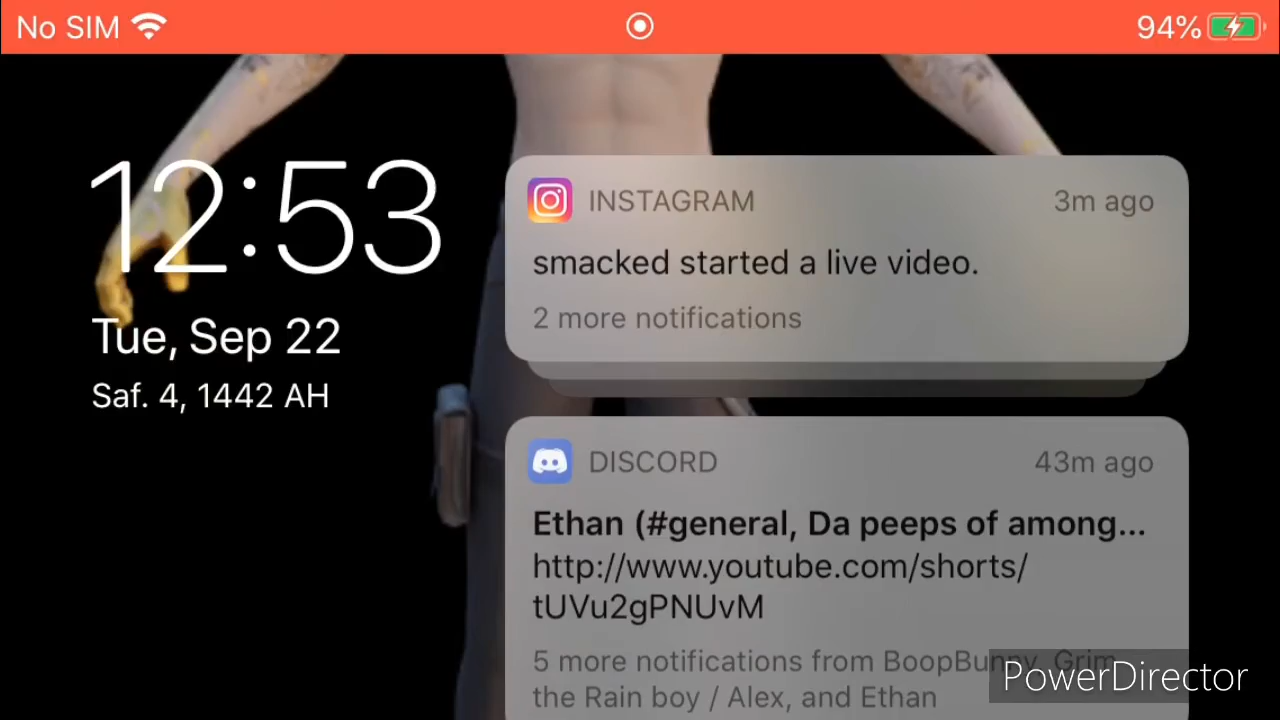 No SIM
94%
12:53
Tue, Sep 22
Saf. 4, 1442 AH
INSTAGRAM
3m ago
smacked started a live video.
2 more notifications
DISCORD
43m ago
Ethan (#general, Da peeps of among...
http://www.youtube.com/shorts/
tUVu2gPNUvM
5 more notifications from BoopBunny, Grim
the Rain boy / Alex, and Ethan
PowerDirector